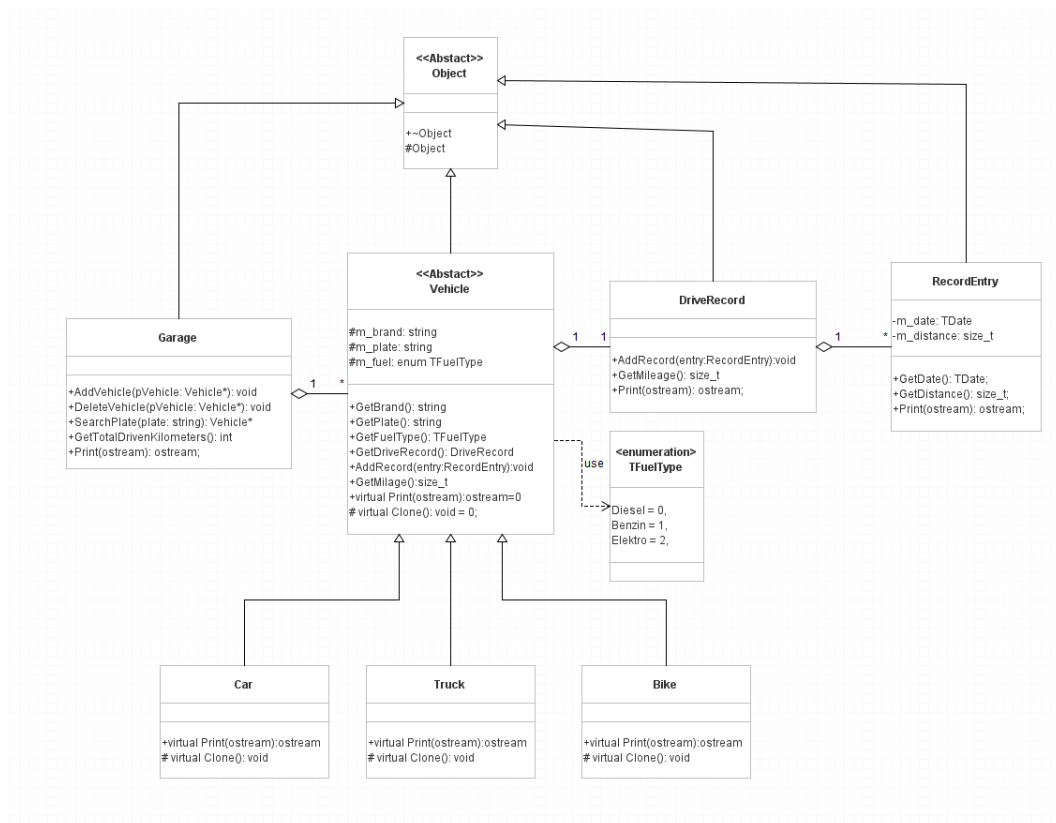 <<Abstact>>
Object
+~Object
#Object
<<Abstact>>
Vehicle
#m_brand: string
#m_plate: string
#m_fuel: enum TFuelType
+GetBrand(): string
+GetPlate(): string
+GetFuelType(): TFuelType
+GetDriveRecord(): DriveRecord
+AddRecord(entry:RecordEntry):void
+GetMilage():size_t
+virtual Print(ostream):ostream=0
# virtual Clone(): void = 0;
Garage
+AddVehicle(pVehicle: Vehicle*): void
+DeleteVehicle(pVehicle: Vehicle*): void
+SearchPlate(plate: string): Vehicle*
+GetTotalDrivenKilometers(): int
+Print(ostream): ostream;
1
*
DriveRecord
+AddRecord(entry:RecordEntry):void
+GetMileage(): size_t
+Print(ostream): ostream;
1
1
RecordEntry
-m_date: TDate
-m_distance: size_t
+GetDate(): TDate;
+GetDistance(): size_t;
+Print(ostream): ostream;
1
*
use
<enumeration>
TFuelType
Diesel = 0,
Benzin = 1,
Elektro = 2,
Car
+virtual Print(ostream):ostream
# virtual Clone(): void
Truck
+virtual Print(ostream):ostream
# virtual Clone(): void
Bike
+virtual Print(ostream):ostream
# virtual Clone(): void